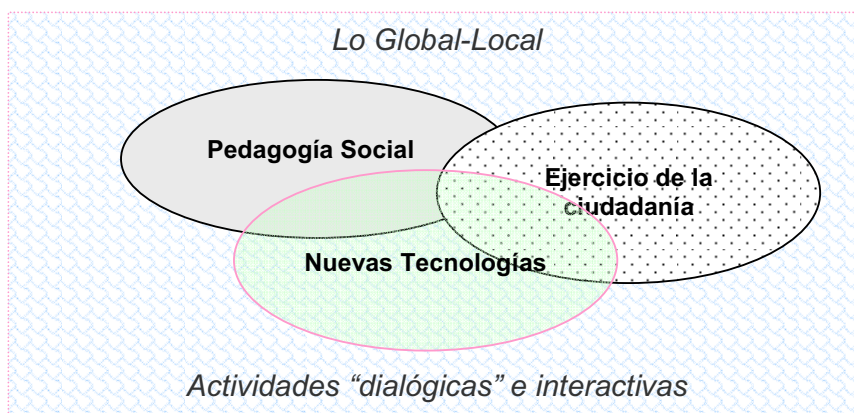 Lo Global-Local
Pedagogía Social
Ejercicio de la
ciudadanía
Nuevas Tecnologías
Actividades “dialógicas” e interactivas